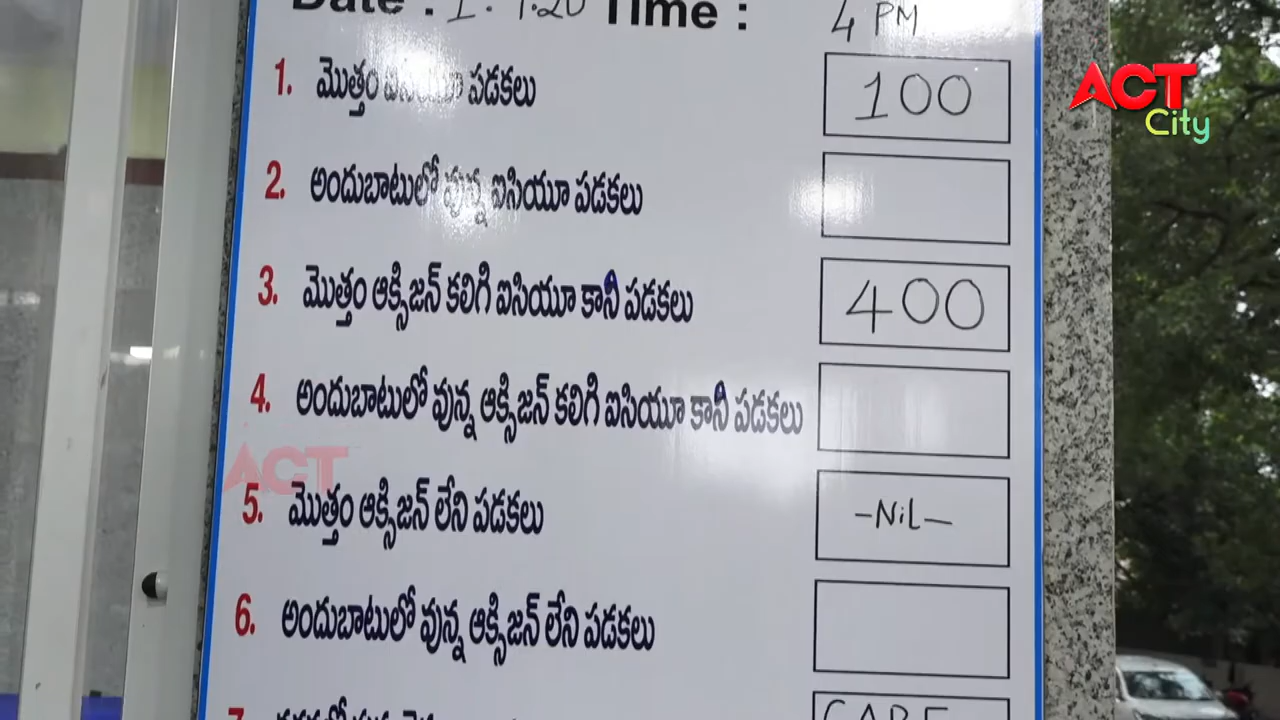 Date : Time : 4 PM
ACT
City
1. మొత్తం పడకలు 100
2. అందుబాటులో వున్న ఐసియూ పడకలు
3. మొత్తం ఆక్సిజన్ కలిగి ఐసియూ కాని పడకలు 400
4. అందుబాటులో వున్న ఆక్సిజన్ కలిగి ఐసియూ కాని పడకలు
ACT
5. మొత్తం ఆక్సిజన్ లేని పడకలు -NiL-
6. అందుబాటులో వున్న ఆక్సిజన్ లేని పడకలు